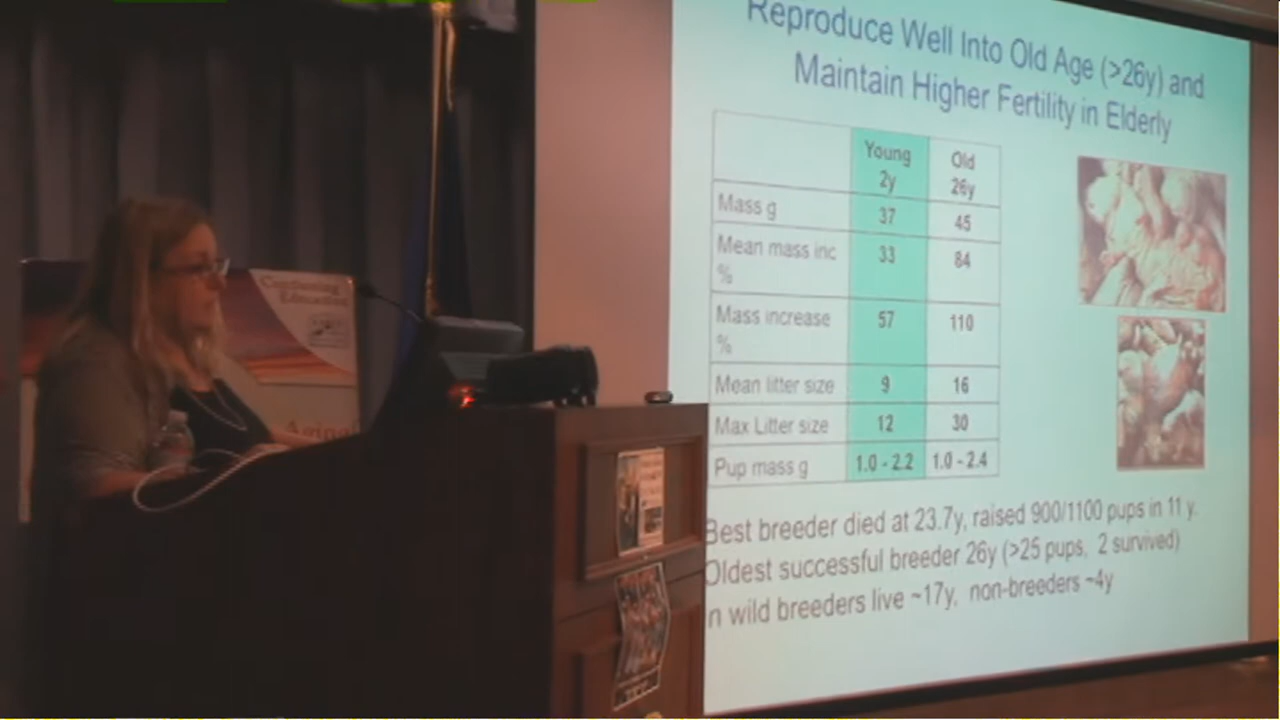 Reproduce Well Into Old Age (>26y) and
Maintain Higher Fertility in Elderly
Young Old
2y 26y
Mass g 37 45
Mean mass inc 33 84
%
Mass increase 57 110
%
Mean litter size 9 16
Max Litter size 12 30
Pup mass g 1.0 - 2.2 1.0 - 2.4
Best breeder died at 23.7y, raised 900/1100 pups in 11 y.
Oldest successful breeder 26y (>25 pups, 2 survived)
n wild breeders live ~17y, non-breeders ~4y
Continuing
Education
Aging